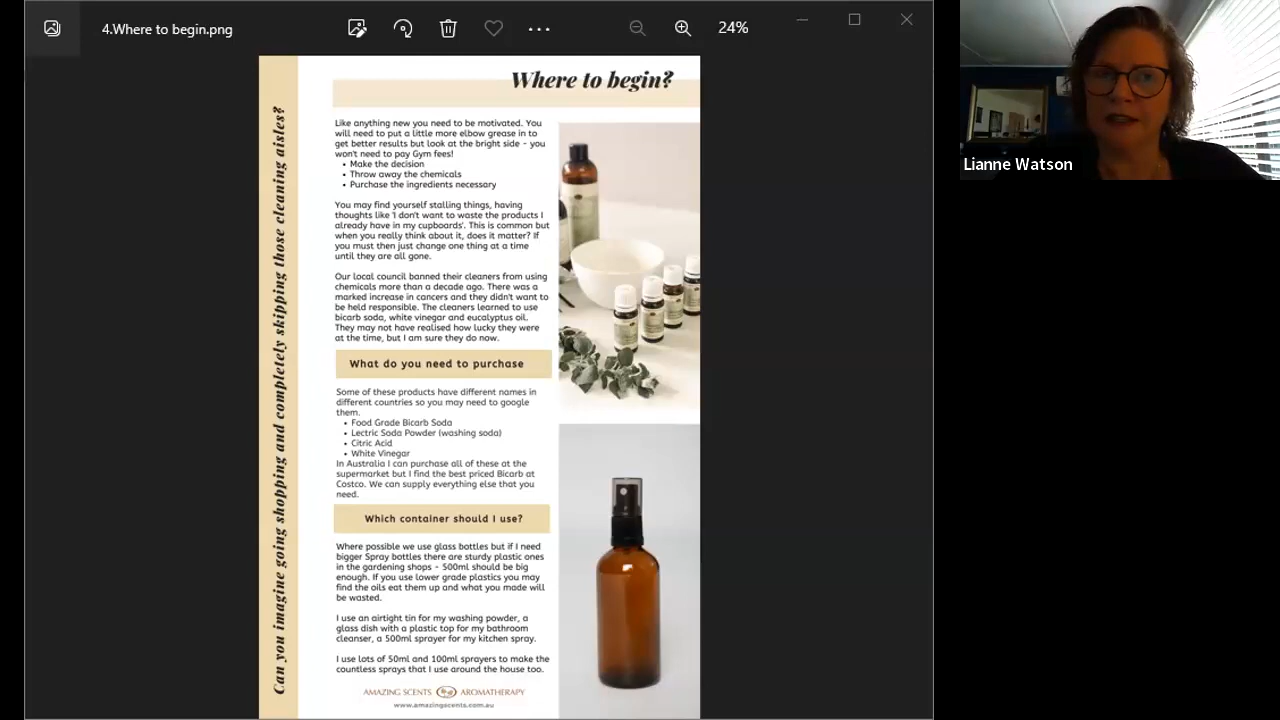 4.Where to begin.png
24%
Where to begin?
Can you imagine going shopping and completely skipping those cleaning aisles?
Like anything new you need to be motivated. You
will need to put a little more elbow grease in to
get better results but look at the bright side - you
won't need to pay Gym fees!
• Make the decision
• Throw away the chemicals
• Purchase the ingredients necessary
You may find yourself stalling things, having
thoughts like 'I don't want to waste the products I
already have in my cupboards'. This is common but
when you really think about it, does it matter? If
you must then just change one thing at a time
until they are all gone.
Our local council banned their cleaners from using
chemicals more than a decade ago. There was a
marked increase in cancers and they didn't want to
be held responsible. The cleaners learned to use
bicarb soda, white vinegar and eucalyptus oil.
They may not have realised how lucky they were
at the time, but I am sure they do now.
What do you need to purchase
Some of these products have different names in
different countries so you may need to google
them.
• Food Grade Bicarb Soda
• Lectric Soda Powder (washing soda)
• Citric Acid
• White Vinegar
In Australia I can purchase all of these at the
supermarket but I find the best priced Bicarb at
Costco. We can supply everything else that you
need.
Which container should I use?
Where possible we use glass bottles but if I need
bigger Spray bottles there are sturdy plastic ones
in the gardening shops - 500ml should be big
enough. If you use lower grade plastics you may
find the oils eat them up and what you made will
be wasted.
I use an airtight tin for my washing powder, a
glass dish with a plastic top for my bathroom
cleanser, a 500ml sprayer for my kitchen spray.
I use lots of 50ml and 100ml sprayers to make the
countless sprays that I use around the house too.
AMAZING SCENTS AROMATHERAPY
www.amazingscents.com.au
Lianne Watson